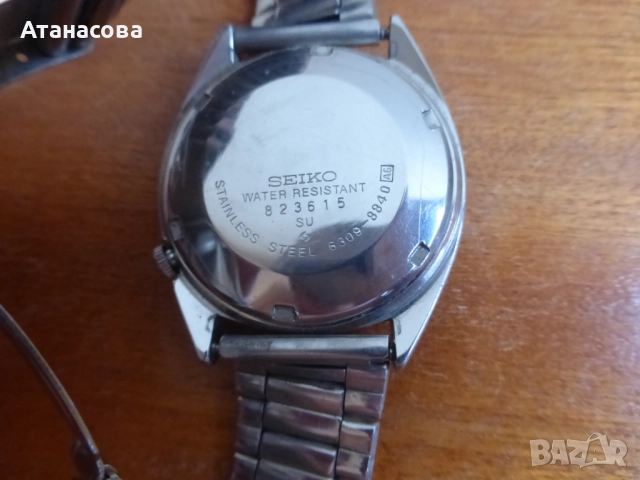 Атанасова
SEIKO
WATER RESISTANT
823615
SU
S
STAINLESS STEEL 6309-8840 A6
BAZAR